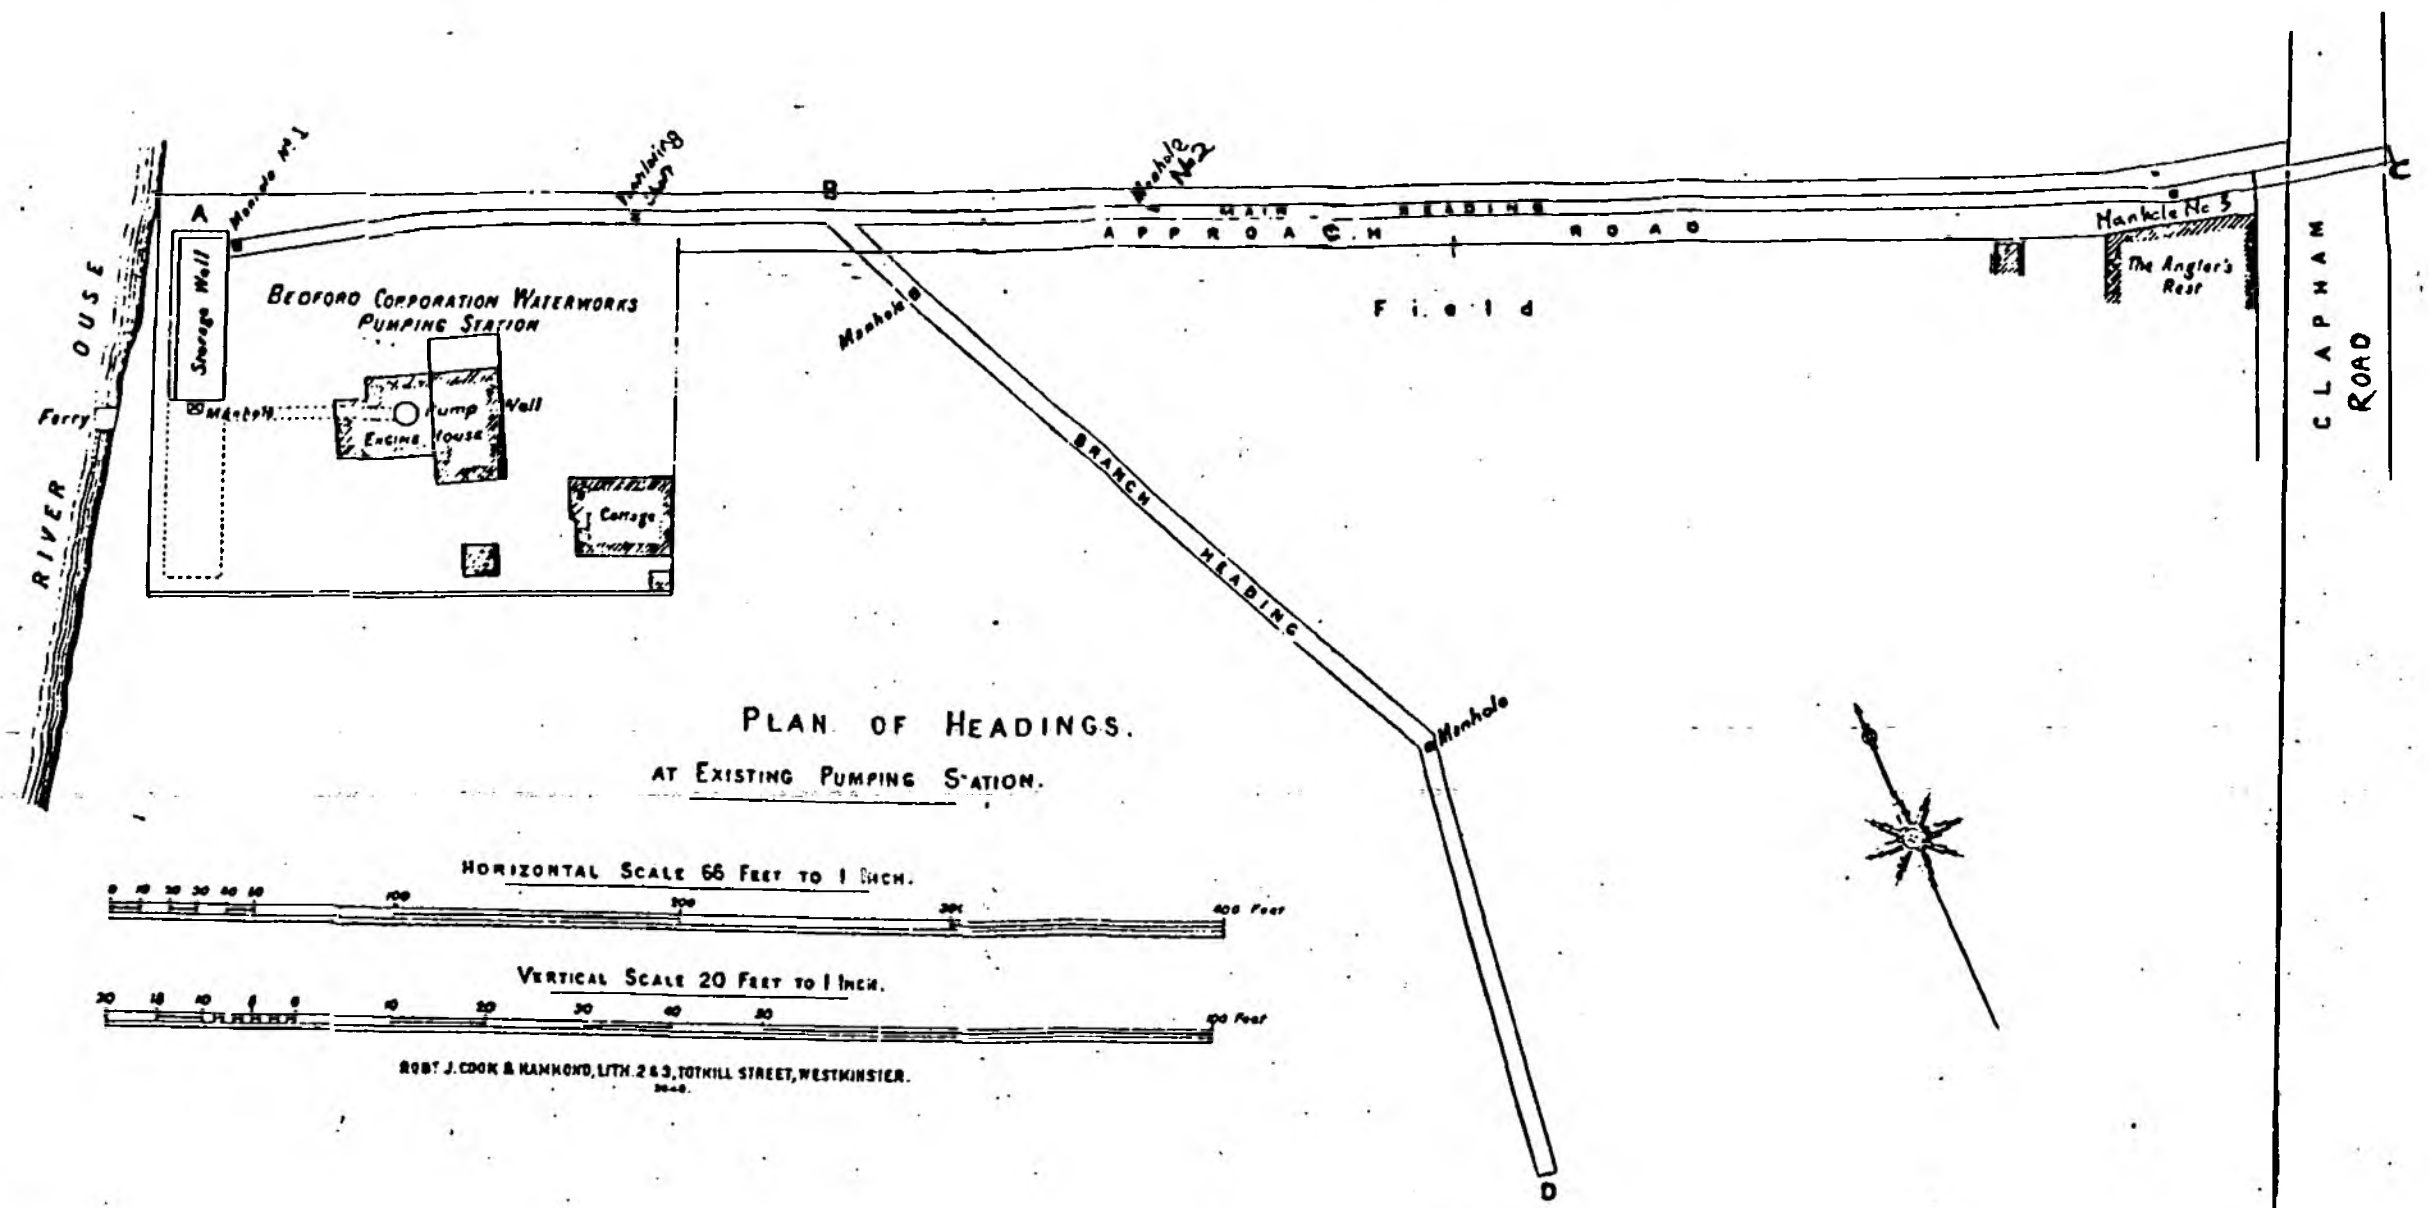 Manhole No. 1
B
Manhole
No 2
C
A
MAIN HEADING
APPROACH ROAD
Manhole No 3
The Angler's
Rest
CLAPHAM
ROAD
RIVER OUSE
Storage Well
BEDFORD CORPORATION WATERWORKS
PUMPING STATION
Manhole
Field
Ferry
Manhole
Pump Well
ENGINE HOUSE
Cottage
BRANCH HEADING
Manhole
D
PLAN OF HEADINGS.
AT EXISTING PUMPING STATION.
HORIZONTAL SCALE 66 FEET TO 1 INCH.
0 10 20 30 40 50 100 200 300 400 Feet
VERTICAL SCALE 20 FEET TO 1 INCH.
20 15 10 5 0 10 20 30 40 50 100 Feet
ROBT. J. COOK & HAMMOND, LITH. 2 & 3, TOTHILL STREET, WESTMINSTER.